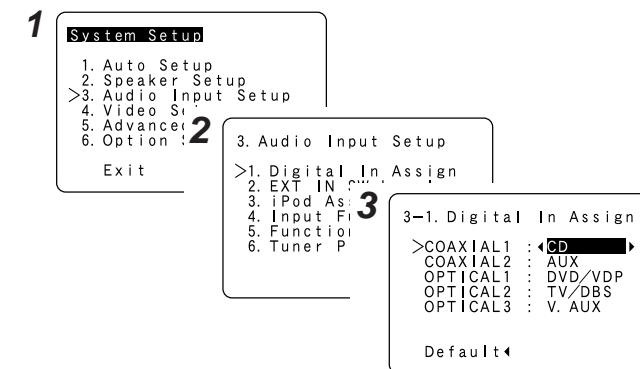 1
System Setup
1. Auto Setup
2. Speaker Setup
>3. Audio Input Setup
4. Video
5. Advanced
6. Option
Exit
2
3. Audio Input Setup
>1. Digital In Assign
2. EXT IN
3. iPod
4. Input
5. Function
6. Tuner
3
3-1. Digital In Assign
>COAXIAL1 : ◂CD ▸
COAXIAL2 : AUX
OPTICAL1 : DVD/VDP
OPTICAL2 : TV/DBS
OPTICAL3 : V. AUX
Default◂